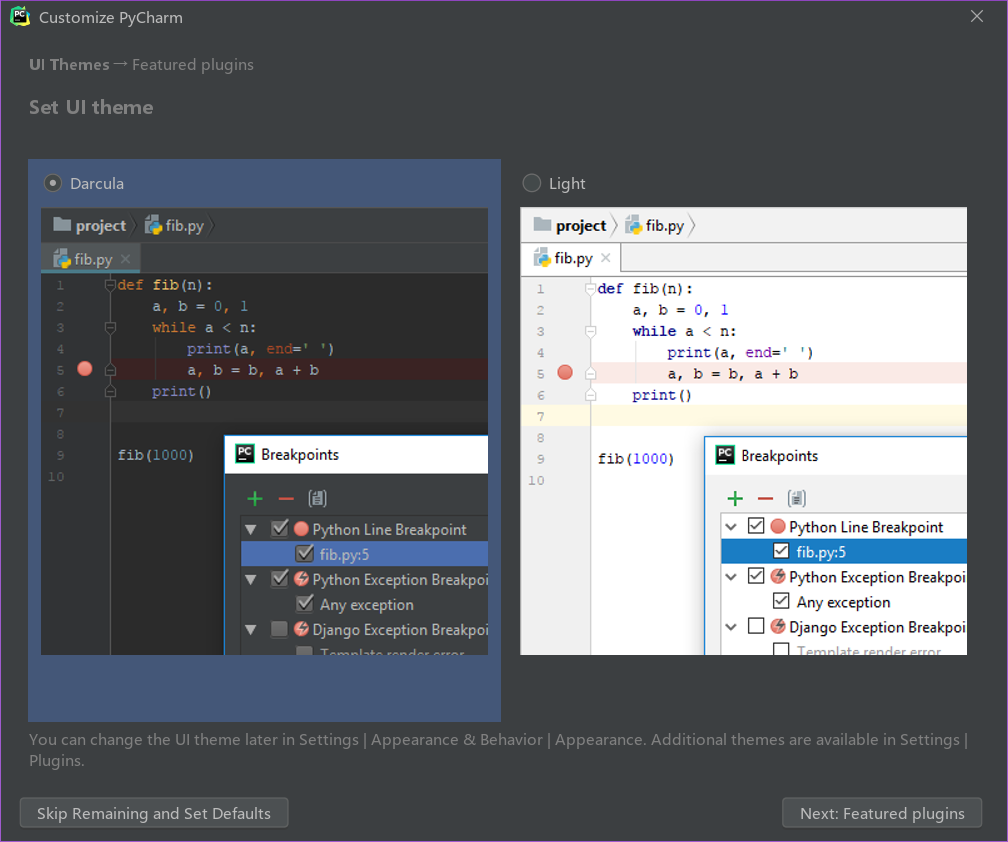 PC Customize PyCharm
UI Themes → Featured plugins
Set UI theme
Darcula
project fib.py
fib.py
1 def fib(n):
2 a, b = 0, 1
3 while a < n:
4 print(a, end=' ')
5 a, b = b, a + b
6 print()
7
8
9 fib(1000)
10
PC Breakpoints
Python Line Breakpoint
fib.py:5
Python Exception Breakpoi
Any exception
Django Exception Breakpoi
Template render error
Light
project fib.py
fib.py
1 def fib(n):
2 a, b = 0, 1
3 while a < n:
4 print(a, end=' ')
5 a, b = b, a + b
6 print()
7
8
9 fib(1000)
10
PC Breakpoints
Python Line Breakpoint
fib.py:5
Python Exception Breakpoi
Any exception
Django Exception Breakpoi
Template render error
You can change the UI theme later in Settings | Appearance & Behavior | Appearance. Additional themes are available in Settings |
Plugins.
Skip Remaining and Set Defaults
Next: Featured plugins